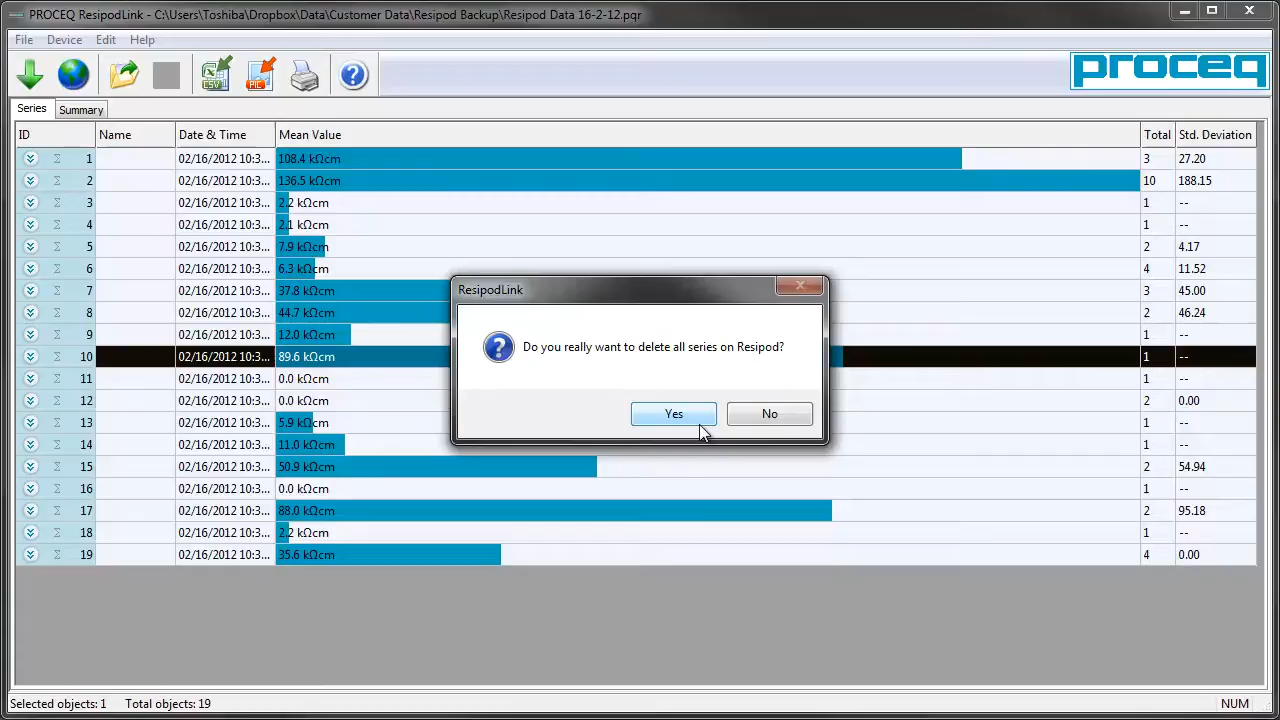 PROCEQ ResipodLink - C:\Users\Toshiba\Dropbox\Data\Customer Data\Resipod Backup\Resipod Data 16-2-12.pqr
File Device Edit Help
CSV PIC proceq
Series Summary
ID Name Date & Time Mean Value Total Std. Deviation
Σ 1 02/16/2012 10:3... 108.4 kΩcm 3 27.20
Σ 2 02/16/2012 10:3... 136.5 kΩcm 10 188.15
Σ 3 02/16/2012 10:3... 2.2 kΩcm 1 --
Σ 4 02/16/2012 10:3... 2.1 kΩcm 1 --
Σ 5 02/16/2012 10:3... 7.9 kΩcm 2 4.17
Σ 6 02/16/2012 10:3... 6.3 kΩcm 4 11.52
Σ 7 02/16/2012 10:3... 37.8 kΩcm 3 45.00
Σ 8 02/16/2012 10:3... 44.7 kΩcm 2 46.24
Σ 9 02/16/2012 10:3... 12.0 kΩcm 1 --
Σ 10 02/16/2012 10:3... 89.6 kΩcm 1 --
Σ 11 02/16/2012 10:3... 0.0 kΩcm 1 --
Σ 12 02/16/2012 10:3... 0.0 kΩcm 2 0.00
Σ 13 02/16/2012 10:3... 5.9 kΩcm 1 --
Σ 14 02/16/2012 10:3... 11.0 kΩcm 1 --
Σ 15 02/16/2012 10:3... 50.9 kΩcm 2 54.94
Σ 16 02/16/2012 10:3... 0.0 kΩcm 1 --
Σ 17 02/16/2012 10:3... 88.0 kΩcm 2 95.18
Σ 18 02/16/2012 10:3... 2.2 kΩcm 1 --
Σ 19 02/16/2012 10:3... 35.6 kΩcm 4 0.00
ResipodLink
Do you really want to delete all series on Resipod?
Yes No
Selected objects: 1 Total objects: 19 NUM